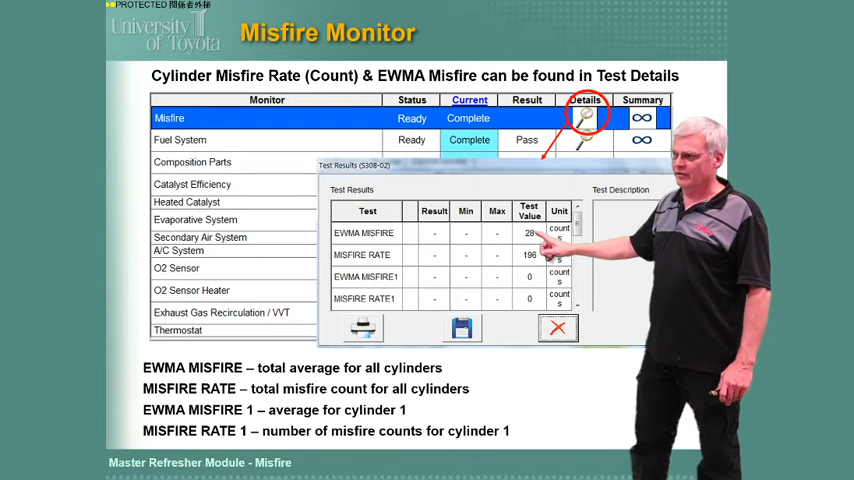 PROTECTED 関係者外秘
University
of Toyota
Misfire Monitor
Cylinder Misfire Rate (Count) & EWMA Misfire can be found in Test Details
Monitor Status Current Result Details Summary
Misfire Ready Complete
Fuel System Ready Complete Pass
Composition Parts
Catalyst Efficiency
Heated Catalyst
Evaporative System
Secondary Air System
A/C System
O2 Sensor
O2 Sensor Heater
Exhaust Gas Recirculation / VVT
Thermostat
Test Results (S308-02)
Test Results Test Description
Test Result Min Max Test Value Unit
EWMA MISFIRE - - - 28 count
s
MISFIRE RATE - - - 196
EWMA MISFIRE1 - - - 0 count
s
MISFIRE RATE1 - - - 0 count
s
EWMA MISFIRE – total average for all cylinders
MISFIRE RATE – total misfire count for all cylinders
EWMA MISFIRE 1 – average for cylinder 1
MISFIRE RATE 1 – number of misfire counts for cylinder 1
Master Refresher Module - Misfire